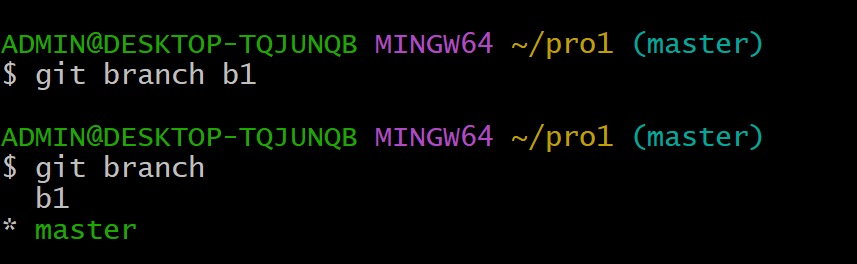 ADMIN@DESKTOP-TQJUNQB MINGW64 ~/pro1 (master)
$ git branch b1
ADMIN@DESKTOP-TQJUNQB MINGW64 ~/pro1 (master)
$ git branch
  b1
* master